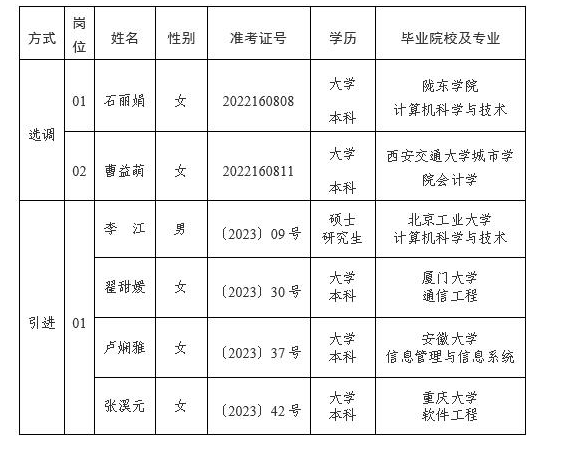 方式 岗位 姓名 性别 准考证号 学历 毕业院校及专业
选调
01 石丽娟 女 2022160808 大学本科 陇东学院
计算机科学与技术
02 曹益萌 女 2022160811 大学本科 西安交通大学城市学
院会计学
引进 01
李 江 男 〔2023〕09号 硕士研究生 北京工业大学
计算机科学与技术
翟甜媛 女 〔2023〕30号 大学本科 厦门大学
通信工程
卢娴雅 女 〔2023〕37号 大学本科 安徽大学
信息管理与信息系统
张溪元 女 〔2023〕42号 大学本科 重庆大学
软件工程